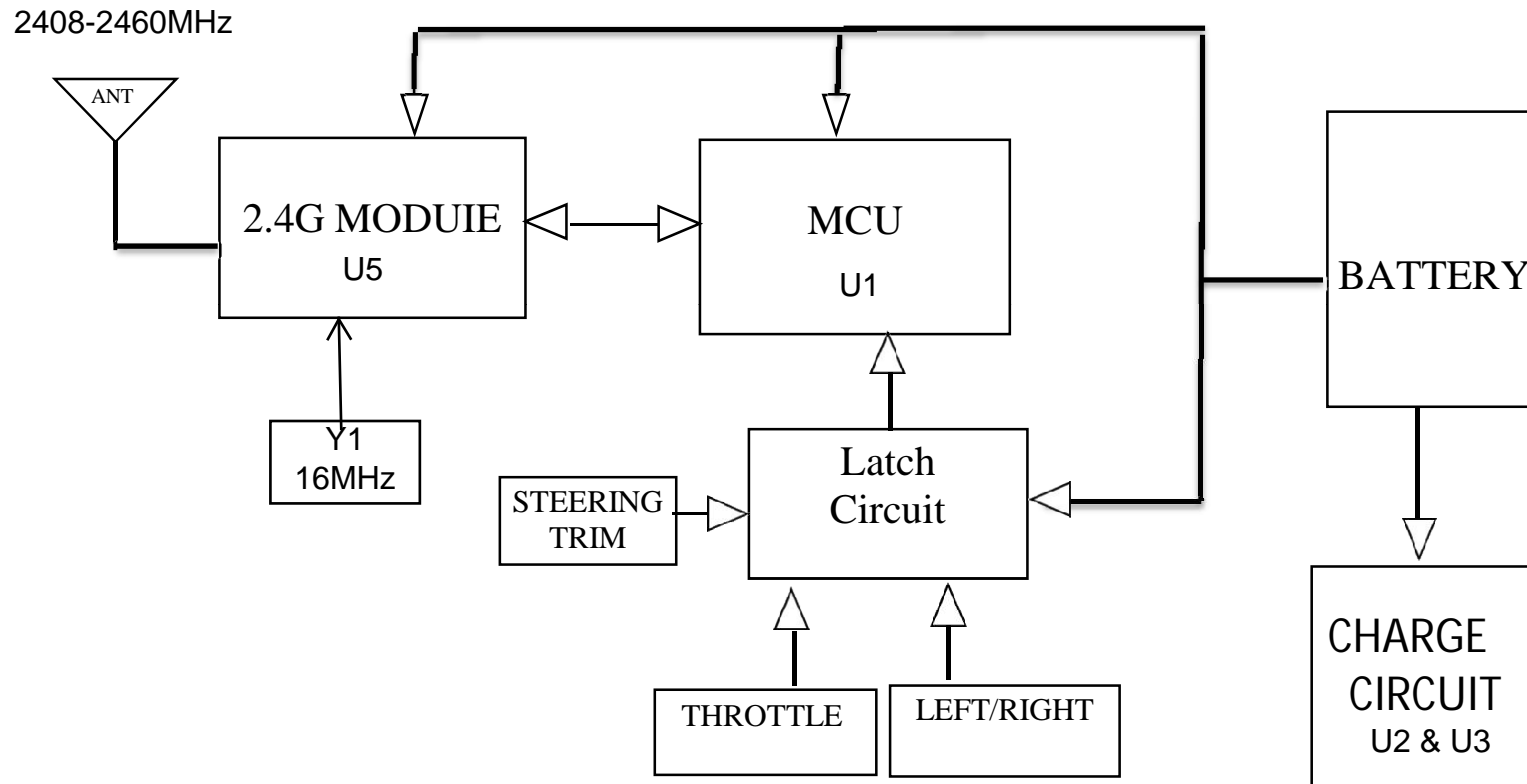 2408-2460MHz
ANT
2.4G MODUIE
U5
MCU
U1
BATTERY
Y1
16MHz
Latch
Circuit
STEERING
TRIM
THROTTLE
LEFT/RIGHT
CHARGE
CIRCUIT
U2 & U3